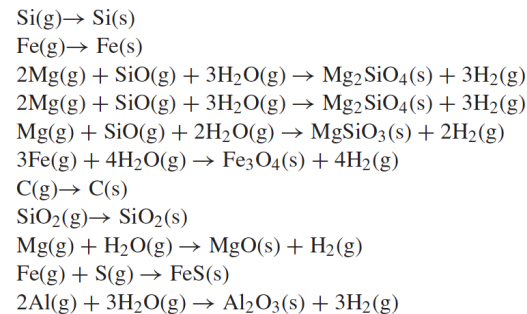 Si(g)→ Si(s)
Fe(g)→ Fe(s)
2Mg(g) + SiO(g) + 3H₂O(g) → Mg₂SiO₄(s) + 3H₂(g)
2Mg(g) + SiO(g) + 3H₂O(g) → Mg₂SiO₄(s) + 3H₂(g)
Mg(g) + SiO(g) + 2H₂O(g) → MgSiO₃(s) + 2H₂(g)
3Fe(g) + 4H₂O(g) → Fe₃O₄(s) + 4H₂(g)
C(g)→ C(s)
SiO₂(g)→ SiO₂(s)
Mg(g) + H₂O(g) → MgO(s) + H₂(g)
Fe(g) + S(g) → FeS(s)
2Al(g) + 3H₂O(g) → Al₂O₃(s) + 3H₂(g)